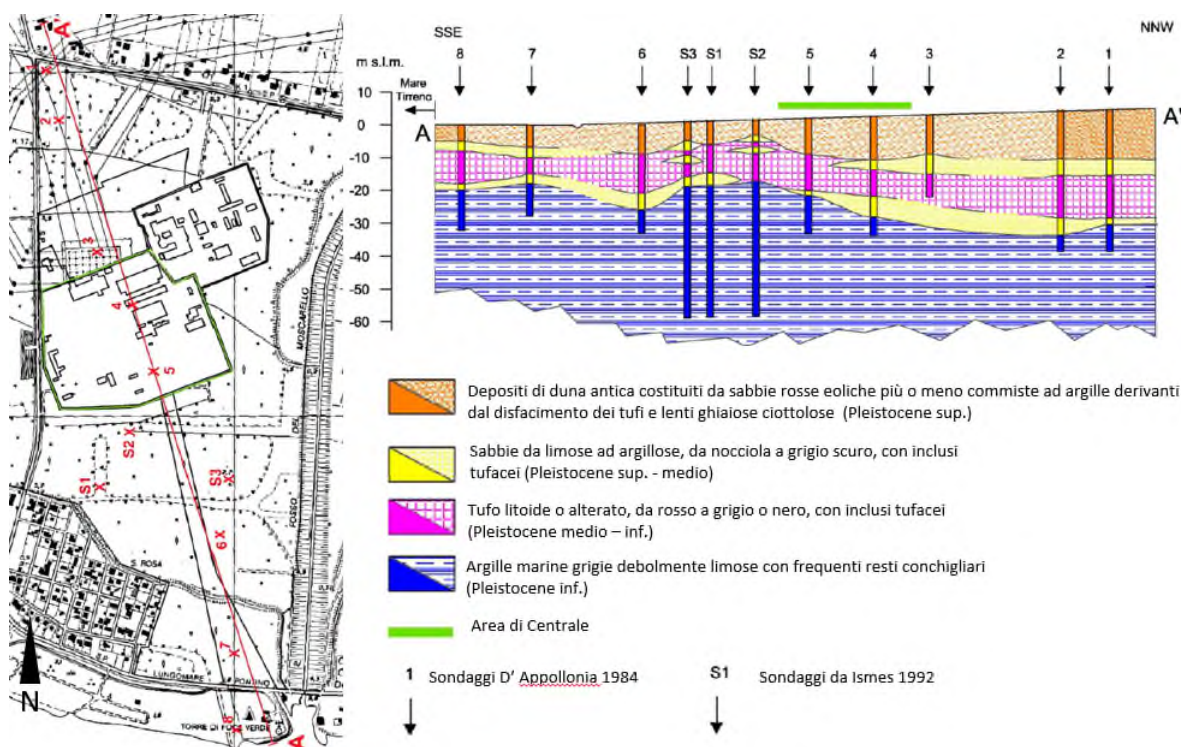 A'
1
2
3
4
5
S2
S1
S3
6
7
8
A
MOSCARELLO
DEL
FOSSO
S. ROSA
LUNGOMARE PONTINO
TORRE DI FOCE VERDE
N
SSE
NNW
8 7 6 S3 S1 S2 5 4 3 2 1
m s.l.m.
Mare
Tirreno
A
A'
10
0
-10
-20
-30
-40
-50
-60
Depositi di duna antica costituiti da sabbie rosse eoliche più o meno commiste ad argille derivanti
dal disfacimento dei tufi e lenti ghiaiose ciottolose (Pleistocene sup.)
Sabbie da limose ad argillose, da nocciola a grigio scuro, con inclusi
tufacei (Pleistocene sup. - medio)
Tufo litoide o alterato, da rosso a grigio o nero, con inclusi tufacei
(Pleistocene medio – inf.)
Argille marine grigie debolmente limose con frequenti resti conchigliari
(Pleistocene inf.)
Area di Centrale
1 Sondaggi D' Appollonia 1984
S1 Sondaggi da Ismes 1992